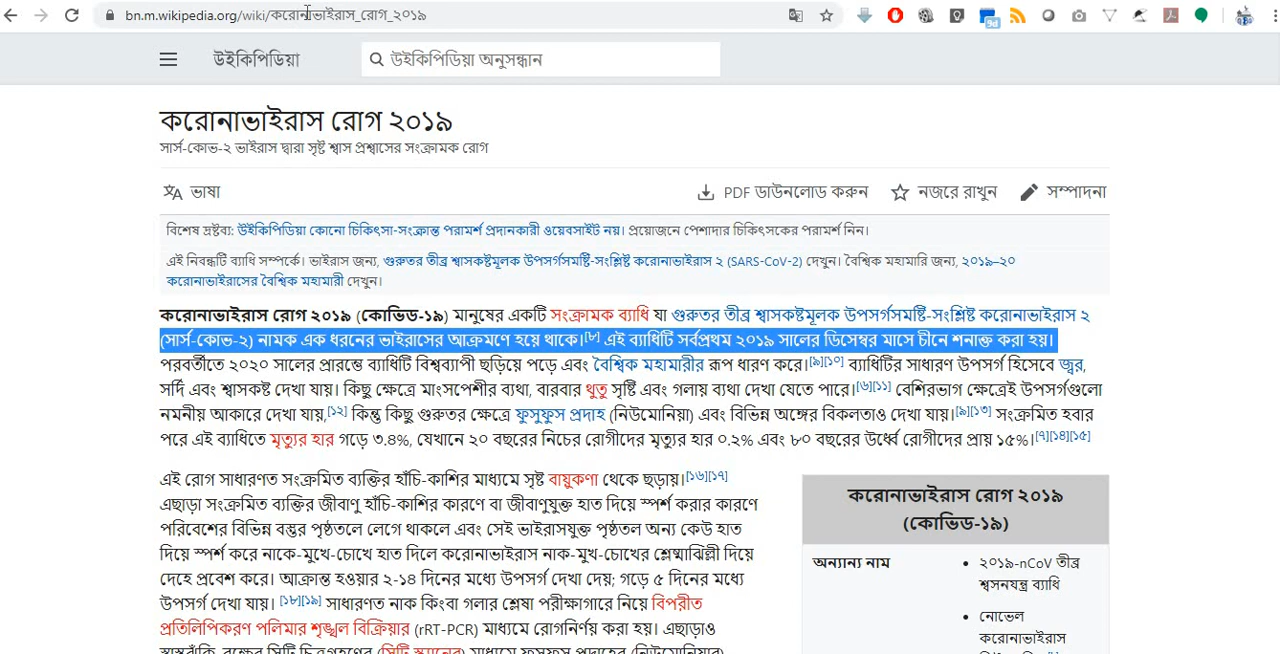 bn.m.wikipedia.org/wiki/করোনাভাইরাস_রোগ_২০১৯
উইকিপিডিয়া
উইকিপিডিয়া অনুসন্ধান
করোনাভাইরাস রোগ ২০১৯
সার্স-কোভ-২ ভাইরাস দ্বারা সৃষ্ট শ্বাস প্রশ্বাসের সংক্রামক রোগ
ভাষা
PDF ডাউনলোড করুন
নজরে রাখুন
সম্পাদনা
বিশেষ দ্রষ্টব্য: উইকিপিডিয়া কোনো চিকিৎসা-সংক্রান্ত পরামর্শ প্রদানকারী ওয়েবসাইট নয়। প্রয়োজনে পেশাদার চিকিৎসকের পরামর্শ নিন।
এই নিবন্ধটি ব্যাধি সম্পর্কে। ভাইরাস জন্য, গুরুতর তীব্র শ্বাসকষ্টমূলক উপসর্গসমষ্টি-সংশ্লিষ্ট করোনাভাইরাস ২ (SARS-CoV-2) দেখুন। বৈশ্বিক মহামারি জন্য, ২০১৯–২০
করোনাভাইরাসের বৈশ্বিক মহামারী দেখুন।
করোনাভাইরাস রোগ ২০১৯ (কোভিড-১৯) মানুষের একটি সংক্রামক ব্যাধি যা গুরুতর তীব্র শ্বাসকষ্টমূলক উপসর্গসমষ্টি-সংশ্লিষ্ট করোনাভাইরাস ২
(সার্স-কোভ-২) নামক এক ধরনের ভাইরাসের আক্রমণে হয়ে থাকে।[৮] এই ব্যাধিটি সর্বপ্রথম ২০১৯ সালের ডিসেম্বর মাসে চীনে শনাক্ত করা হয়।
পরবর্তীতে ২০২০ সালের প্রারম্ভে ব্যাধিটি বিশ্বব্যাপী ছড়িয়ে পড়ে এবং বৈশ্বিক মহামারীর রূপ ধারণ করে।[৯][১০] ব্যাধিটির সাধারণ উপসর্গ হিসেবে জ্বর,
সর্দি এবং শ্বাসকষ্ট দেখা যায়। কিছু ক্ষেত্রে মাংসপেশীর ব্যথা, বারবার থুতু সৃষ্টি এবং গলায় ব্যথা দেখা যেতে পারে।[৬][১১] বেশিরভাগ ক্ষেত্রেই উপসর্গগুলো
নমনীয় আকারে দেখা যায়,[১২] কিন্তু কিছু গুরুতর ক্ষেত্রে ফুসুফুস প্রদাহ (নিউমোনিয়া) এবং বিভিন্ন অঙ্গের বিকলতাও দেখা যায়।[৯][১৩] সংক্রমিত হবার
পরে এই ব্যাধিতে মৃত্যুর হার গড়ে ৩.৪%, যেখানে ২০ বছরের নিচের রোগীদের মৃত্যুর হার ০.২% এবং ৮০ বছরের উর্ধ্বে রোগীদের প্রায় ১৫%।[৭][১৪][১৫]
এই রোগ সাধারণত সংক্রমিত ব্যক্তির হাঁচি-কাশির মাধ্যমে সৃষ্ট বায়ুকণা থেকে ছড়ায়।[১৬][১৭]
এছাড়া সংক্রমিত ব্যক্তির জীবাণু হাঁচি-কাশির কারণে বা জীবাণুযুক্ত হাত দিয়ে স্পর্শ করার কারণে
পরিবেশের বিভিন্ন বস্তুর পৃষ্ঠতলে লেগে থাকলে এবং সেই ভাইরাসযুক্ত পৃষ্ঠতল অন্য কেউ হাত
দিয়ে স্পর্শ করে নাকে-মুখে-চোখে হাত দিলে করোনাভাইরাস নাক-মুখ-চোখের শ্লেষ্মাঝিল্লী দিয়ে
দেহে প্রবেশ করে। আক্রান্ত হওয়ার ২-১৪ দিনের মধ্যে উপসর্গ দেখা দেয়; গড়ে ৫ দিনের মধ্যে
উপসর্গ দেখা যায়। [১৮][১৯] সাধারণত নাক কিংবা গলার শ্লেষা পরীক্ষাগারে নিয়ে বিপরীত
প্রতিলিপিকরণ পলিমার শৃঙ্খল বিক্রিয়ার (rRT-PCR) মাধ্যমে রোগনির্ণয় করা হয়। এছাড়াও
করোনাভাইরাস রোগ ২০১৯
(কোভিড-১৯)
অন্যান্য নাম
• ২০১৯-nCoV তীব্র
শ্বসনযন্ত্র ব্যাধি
• নোভেল
করোনাভাইরাস